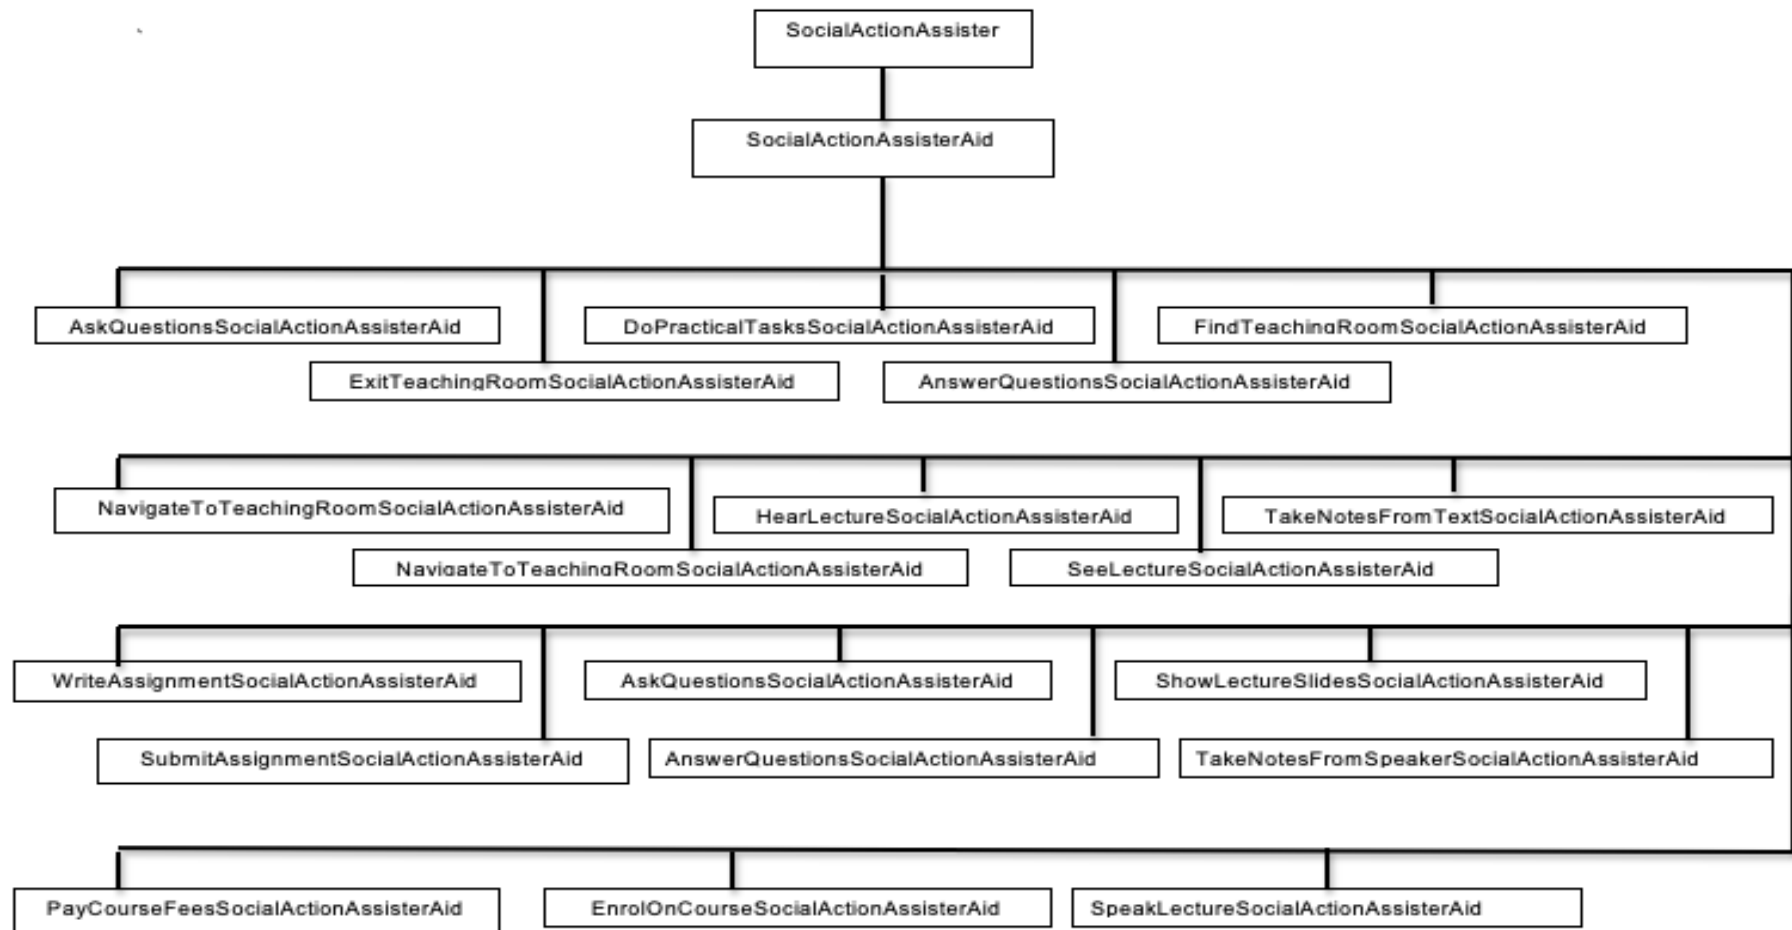 SocialActionAssister
SocialActionAssisterAid
AskQuestionsSocialActionAssisterAid
DoPracticalTasksSocialActionAssisterAid
FindTeachingRoomSocialActionAssisterAid
ExitTeachingRoomSocialActionAssisterAid
AnswerQuestionsSocialActionAssisterAid
NavigateToTeachingRoomSocialActionAssisterAid
HearLectureSocialActionAssisterAid
TakeNotesFromTextSocialActionAssisterAid
NavigateToTeachingRoomSocialActionAssisterAid
SeeLectureSocialActionAssisterAid
WriteAssignmentSocialActionAssisterAid
AskQuestionsSocialActionAssisterAid
ShowLectureSlidesSocialActionAssisterAid
SubmitAssignmentSocialActionAssisterAid
AnswerQuestionsSocialActionAssisterAid
TakeNotesFromSpeakerSocialActionAssisterAid
PayCourseFeesSocialActionAssisterAid
EnrolOnCourseSocialActionAssisterAid
SpeakLectureSocialActionAssisterAid